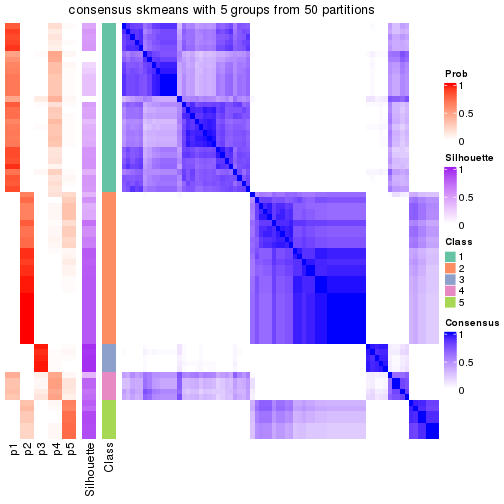 consensus skmeans with 5 groups from 50 partitions
Prob
1
0.5
0
Silhouette
1
0.5
0
Class
1
2
3
4
5
Consensus
1
0.5
0
p1
p2
p3
p4
p5
Silhouette
Class